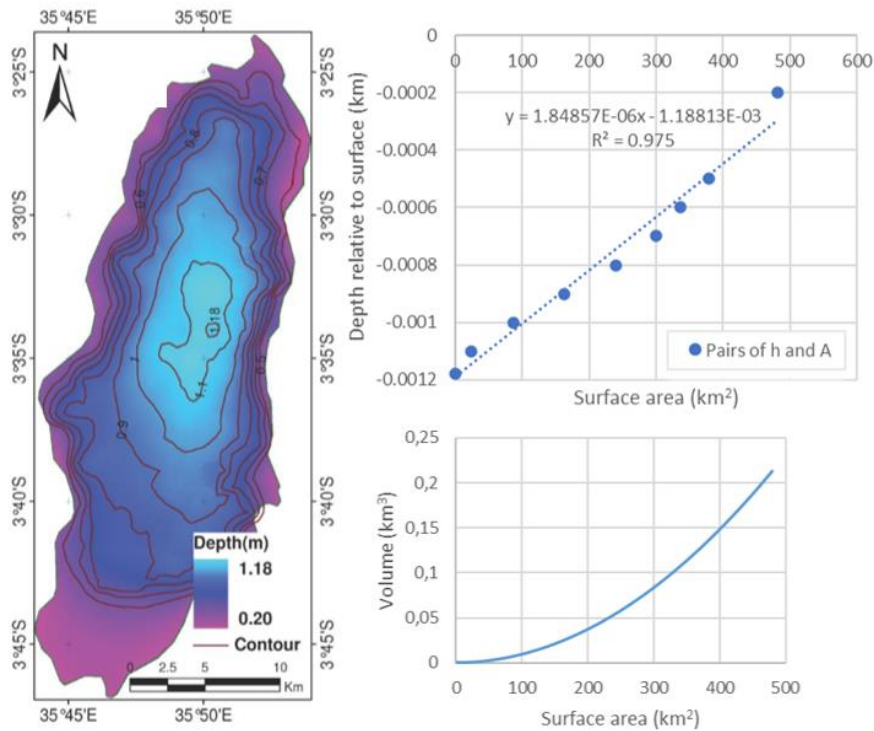 35°45'E 35°50'E
N
3°25'S 3°25'S
3°30'S 3°30'S
3°35'S 3°35'S
3°40'S 3°40'S
3°45'S 3°45'S
0.8
0.7
0.6
1.18
1
0.5
1.1
0.9
Depth(m)
1.18
0.20
Contour
0 2.5 5 10
Km
35°45'E 35°50'E
0 100 200 300 400 500 600
0
-0.0002
-0.0004
-0.0006
-0.0008
-0.001
-0.0012
Depth relative to surface (km)
y = 1.84857E-06x - 1.18813E-03
R² = 0.975
Pairs of h and A
Surface area (km²)
0,25
0,2
0,15
0,1
0,05
0
Volume (km³)
0 100 200 300 400 500
Surface area (km²)